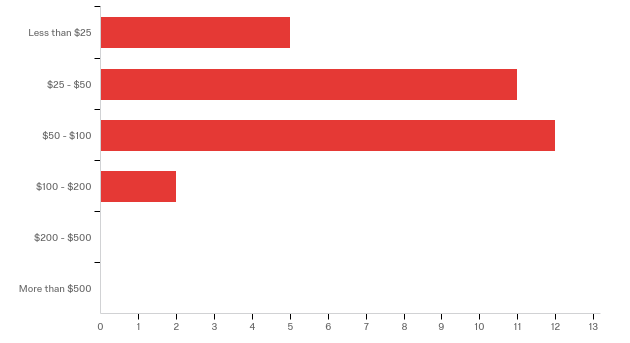 Less than $25
$25 - $50
$50 - $100
$100 - $200
$200 - $500
More than $500
0 1 2 3 4 5 6 7 8 9 10 11 12 13